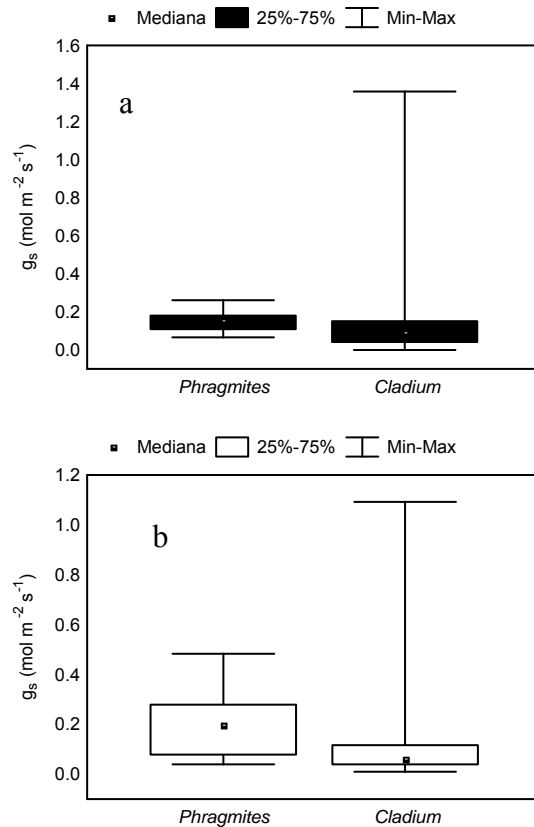 Mediana 25%-75% Min-Max
1.6
1.4
a
1.2
1.0
0.8
0.6
0.4
0.2
0.0
gₛ (mol m⁻² s⁻¹)
Phragmites Cladium
Mediana 25%-75% Min-Max
1.2
1.0
b
0.8
0.6
0.4
0.2
0.0
gₛ (mol m⁻² s⁻¹)
Phragmites Cladium